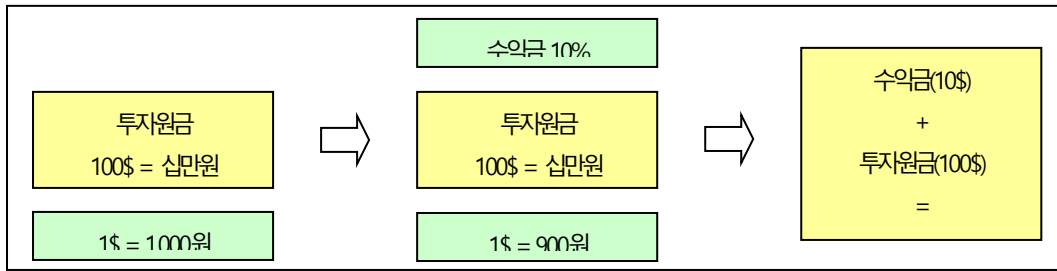 수익금 10%
투자원금
100$ = 십만원
1$ = 1000원
투자원금
100$ = 십만원
1$ = 900원
수익금(10$)
+
투자원금(100$)
=